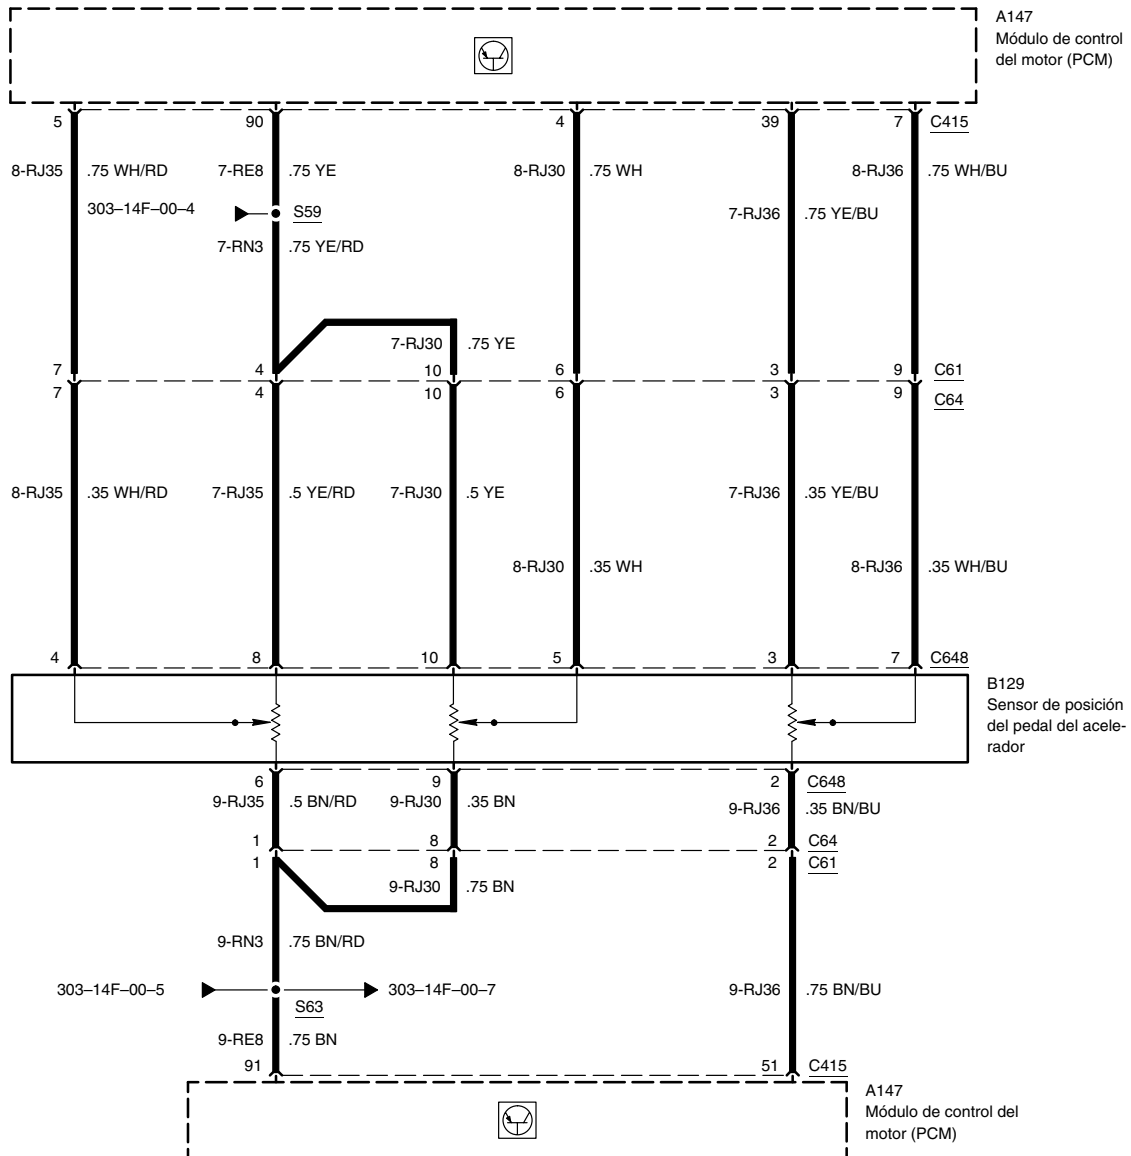 A147
Módulo de control
del motor (PCM)
5 90 4 39 7 C415
8-RJ35 .75 WH/RD 7-RE8 .75 YE 8-RJ30 .75 WH 8-RJ36 .75 WH/BU
303–14F–00–4 S59 7-RJ36 .75 YE/BU
7-RN3 .75 YE/RD
7-RJ30 .75 YE
7 4 10 6 3 9 C61
7 4 10 6 3 9 C64
8-RJ35 .35 WH/RD 7-RJ35 .5 YE/RD 7-RJ30 .5 YE 7-RJ36 .35 YE/BU
8-RJ30 .35 WH 8-RJ36 .35 WH/BU
4 8 10 5 3 7 C648
B129
Sensor de posición
del pedal del acele-
rador
6 9 2 C648
9-RJ35 .5 BN/RD 9-RJ30 .35 BN 9-RJ36 .35 BN/BU
1 8 2 C64
1 8 2 C61
9-RJ30 .75 BN
9-RN3 .75 BN/RD
303–14F–00–5 303–14F–00–7 9-RJ36 .75 BN/BU
S63
9-RE8 .75 BN
91 51 C415
A147
Módulo de control del
motor (PCM)